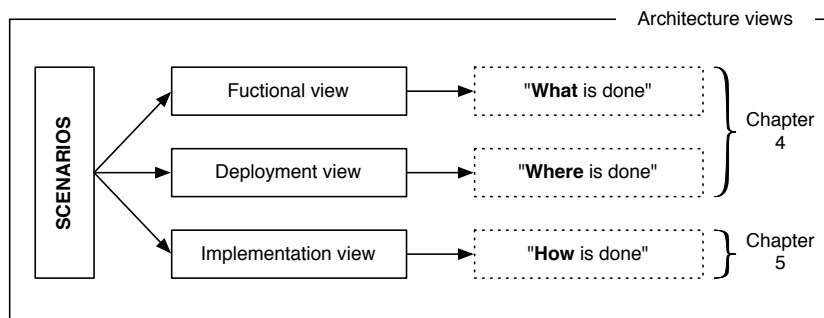 Architecture views
SCENARIOS
Fuctional view
"What is done"
Deployment view
"Where is done"
Chapter
4
Implementation view
"How is done"
Chapter
5